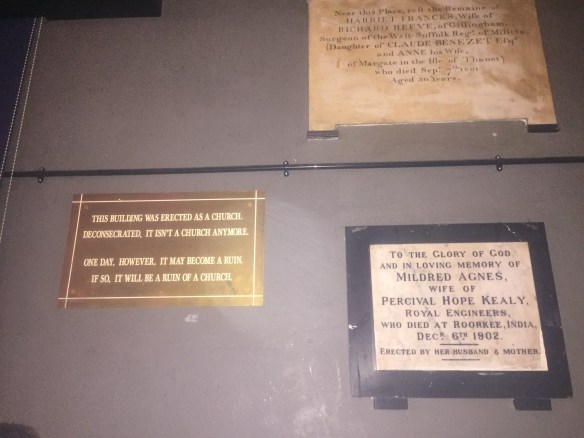 Near this Place, rest the Remains of
HARRIET FRANCES, Wife of
RICHARD REEVE, of Gillingham,
Surgeon of the West Suffolk Regt. of Militia.
(Daughter of CLAUDE BENEZET, Esqr.
and ANNE his Wife,
of Margate in the Isle of Thanet)
who died Sepr. 7th
Aged 26 Years.
THIS BUILDING WAS ERECTED AS A CHURCH.
DECONSECRATED, IT ISN'T A CHURCH ANYMORE.
ONE DAY, HOWEVER, IT MAY BECOME A RUIN.
IF SO, IT WILL BE A RUIN OF A CHURCH.
TO THE GLORY OF GOD
AND IN LOVING MEMORY OF
MILDRED AGNES,
WIFE OF
PERCIVAL HOPE KEALY,
ROYAL ENGINEERS,
WHO DIED AT ROORKEE, INDIA,
DECR. 6TH 1902.
ERECTED BY HER HUSBAND & MOTHER.